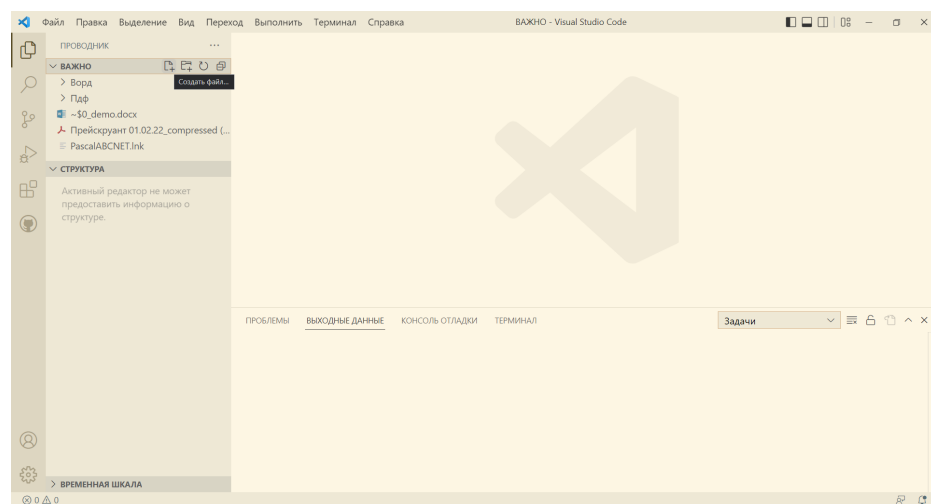 Файл Правка Выделение Вид Переход Выполнить Терминал Справка ВАЖНО - Visual Studio Code
ПРОВОДНИК ...
ВАЖНО
Создать файл...
Ворд
Пдф
~$0_demo.docx
Прейскруант 01.02.22_compressed (...
PascalABCNET.lnk
СТРУКТУРА
Активный редактор не может
предоставить информацию о
структуре.
ПРОБЛЕМЫ ВЫХОДНЫЕ ДАННЫЕ КОНСОЛЬ ОТЛАДКИ ТЕРМИНАЛ Задачи
ВРЕМЕННАЯ ШКАЛА
0 0